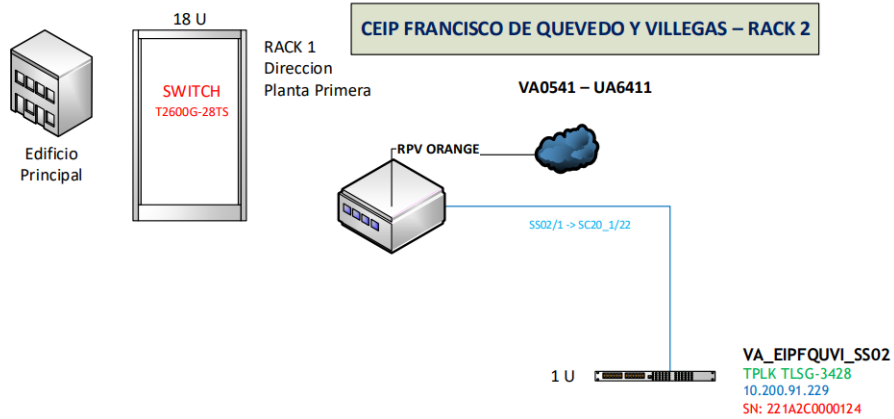 18 U
CEIP FRANCISCO DE QUEVEDO Y VILLEGAS – RACK 2
RACK 1
Direccion
Planta Primera
SWITCH
T2600G-28TS
VA0541 – UA6411
Edificio
Principal
RPV ORANGE
SS02/1 -> SC20_1/22
1 U
VA_EIPFQUVI_SS02
TPLK TLSG-3428
10.200.91.229
SN: 221A2C0000124